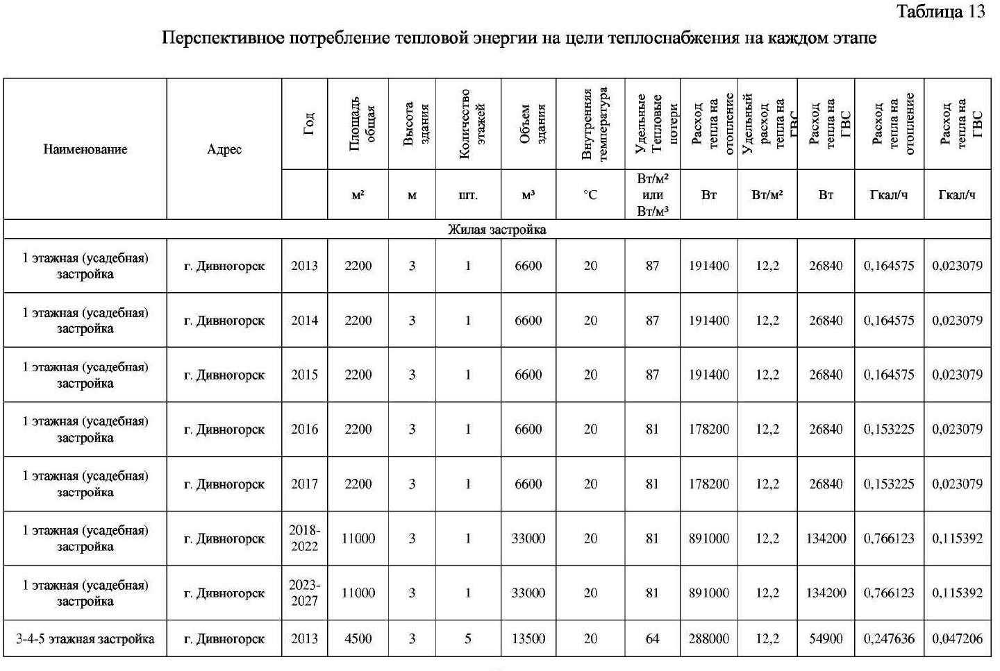 Таблица 13
Перспективное потребление тепловой энергии на цели теплоснабжения на каждом этапе
Наименование
Адрес
Год
Площадь
общая
Высота
здания
Количество
этажей
Объем
здания
Внутренняя
температура
Удельные
Тепловые
потери
Расход
тепла на
отопление
Удельный
расход
тепла на
ГВС
Расход
тепла на
ГВС
Расход
тепла на
отопление
Расход
тепла на
ГВС
м² м шт. м³ °С
Вт/м²
или
Вт/м³
Вт Вт/м² Вт Гкал/ч Гкал/ч
Жилая застройка
1 этажная (усадебная)
застройка
г. Дивногорск 2013 2200 3 1 6600 20 87 191400 12,2 26840 0,164575 0,023079
1 этажная (усадебная)
застройка
г. Дивногорск 2014 2200 3 1 6600 20 87 191400 12,2 26840 0,164575 0,023079
1 этажная (усадебная)
застройка
г. Дивногорск 2015 2200 3 1 6600 20 87 191400 12,2 26840 0,164575 0,023079
1 этажная (усадебная)
застройка
г. Дивногорск 2016 2200 3 1 6600 20 81 178200 12,2 26840 0,153225 0,023079
1 этажная (усадебная)
застройка
г. Дивногорск 2017 2200 3 1 6600 20 81 178200 12,2 26840 0,153225 0,023079
1 этажная (усадебная)
застройка
г. Дивногорск
2018-
2022
11000 3 1 33000 20 81 891000 12,2 134200 0,766123 0,115392
1 этажная (усадебная)
застройка
г. Дивногорск
2023-
2027
11000 3 1 33000 20 81 891000 12,2 134200 0,766123 0,115392
3-4-5 этажная застройка г. Дивногорск 2013 4500 3 5 13500 20 64 288000 12,2 54900 0,247636 0,047206